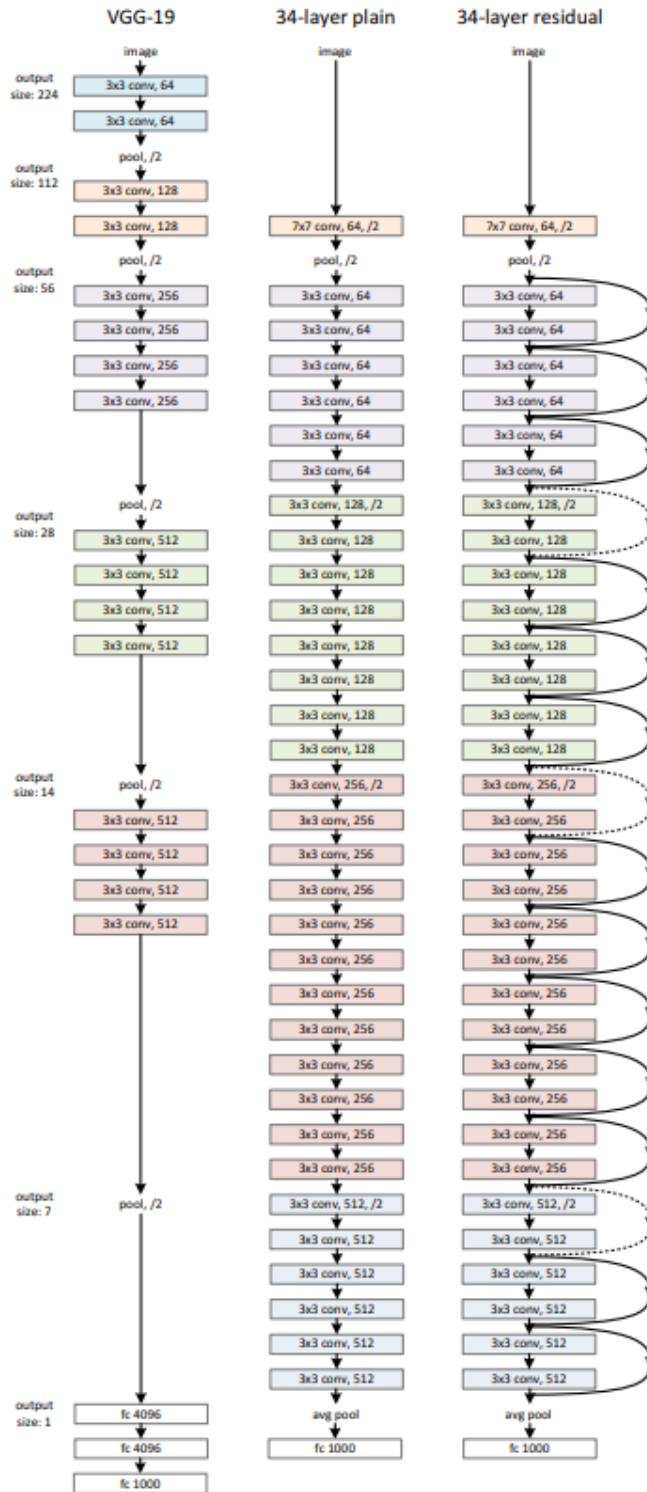 output
size: 224
output
size: 112
output
size: 56
output
size: 28
output
size: 14
output
size: 7
output
size: 1
VGG-19
image
3x3 conv, 64
3x3 conv, 64
pool, /2
3x3 conv, 128
3x3 conv, 128
pool, /2
3x3 conv, 256
3x3 conv, 256
3x3 conv, 256
3x3 conv, 256
pool, /2
3x3 conv, 512
3x3 conv, 512
3x3 conv, 512
3x3 conv, 512
pool, /2
3x3 conv, 512
3x3 conv, 512
3x3 conv, 512
3x3 conv, 512
pool, /2
fc 4096
fc 4096
fc 1000
34-layer plain
image
7x7 conv, 64, /2
pool, /2
3x3 conv, 64
3x3 conv, 64
3x3 conv, 64
3x3 conv, 64
3x3 conv, 64
3x3 conv, 64
3x3 conv, 128, /2
3x3 conv, 128
3x3 conv, 128
3x3 conv, 128
3x3 conv, 128
3x3 conv, 128
3x3 conv, 128
3x3 conv, 128
3x3 conv, 256, /2
3x3 conv, 256
3x3 conv, 256
3x3 conv, 256
3x3 conv, 256
3x3 conv, 256
3x3 conv, 256
3x3 conv, 256
3x3 conv, 256
3x3 conv, 256
3x3 conv, 256
3x3 conv, 256
3x3 conv, 512, /2
3x3 conv, 512
3x3 conv, 512
3x3 conv, 512
3x3 conv, 512
3x3 conv, 512
avg pool
fc 1000
34-layer residual
image
7x7 conv, 64, /2
pool, /2
3x3 conv, 64
3x3 conv, 64
3x3 conv, 64
3x3 conv, 64
3x3 conv, 64
3x3 conv, 64
3x3 conv, 128, /2
3x3 conv, 128
3x3 conv, 128
3x3 conv, 128
3x3 conv, 128
3x3 conv, 128
3x3 conv, 128
3x3 conv, 128
3x3 conv, 256, /2
3x3 conv, 256
3x3 conv, 256
3x3 conv, 256
3x3 conv, 256
3x3 conv, 256
3x3 conv, 256
3x3 conv, 256
3x3 conv, 256
3x3 conv, 256
3x3 conv, 256
3x3 conv, 256
3x3 conv, 512, /2
3x3 conv, 512
3x3 conv, 512
3x3 conv, 512
3x3 conv, 512
3x3 conv, 512
avg pool
fc 1000